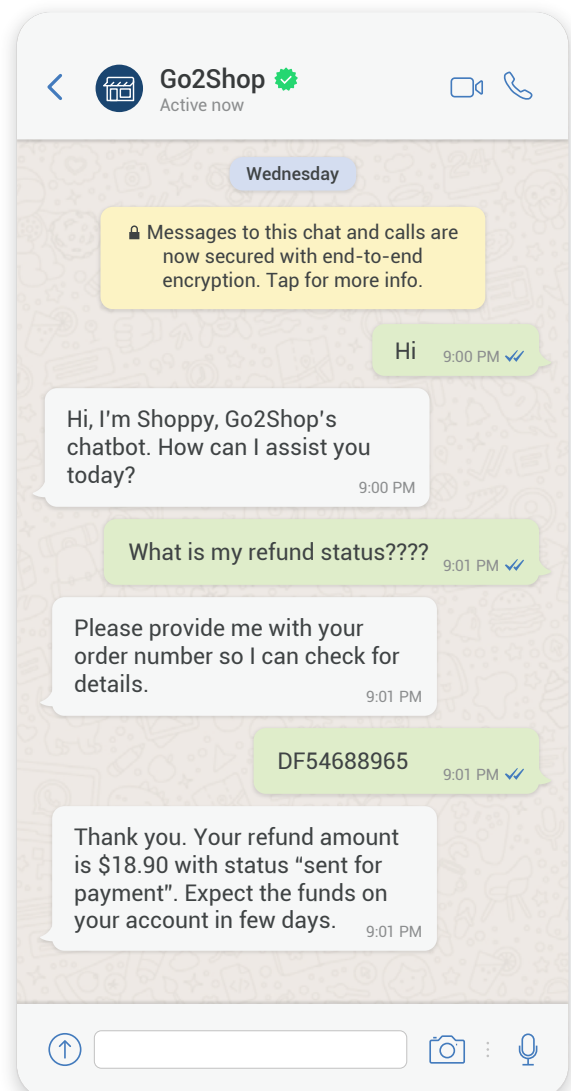 Go2Shop
Active now
Wednesday
Messages to this chat and calls are
now secured with end-to-end
encryption. Tap for more info.
Hi 9:00 PM
Hi, I'm Shoppy, Go2Shop's
chatbot. How can I assist you
today?
9:00 PM
What is my refund status???? 9:01 PM
Please provide me with your
order number so I can check for
details.
9:01 PM
DF54688965 9:01 PM
Thank you. Your refund amount
is $18.90 with status “sent for
payment”. Expect the funds on
your account in few days.
9:01 PM